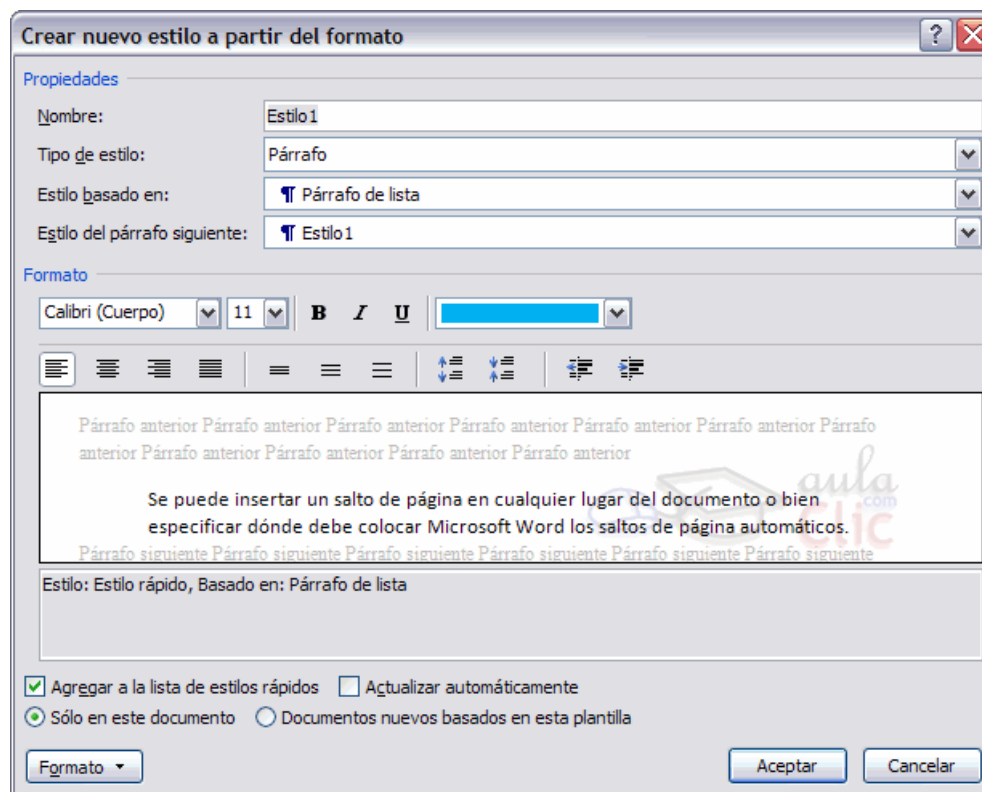 Crear nuevo estilo a partir del formato
Propiedades
Nombre: Estilo1
Tipo de estilo: Párrafo
Estilo basado en: ¶ Párrafo de lista
Estilo del párrafo siguiente: ¶ Estilo1
Formato
Calibri (Cuerpo) 11 B I U
Párrafo anterior Párrafo anterior Párrafo anterior Párrafo anterior Párrafo anterior Párrafo anterior Párrafo
anterior Párrafo anterior Párrafo anterior Párrafo anterior Párrafo anterior
aula
Se puede insertar un salto de página en cualquier lugar del documento o bien
.com
especificar dónde debe colocar Microsoft Word los saltos de página automáticos.
clic
Párrafo siguiente Párrafo siguiente Párrafo siguiente Párrafo siguiente Párrafo siguiente Párrafo siguiente
Estilo: Estilo rápido, Basado en: Párrafo de lista
Agregar a la lista de estilos rápidos Actualizar automáticamente
Sólo en este documento Documentos nuevos basados en esta plantilla
Formato Aceptar Cancelar